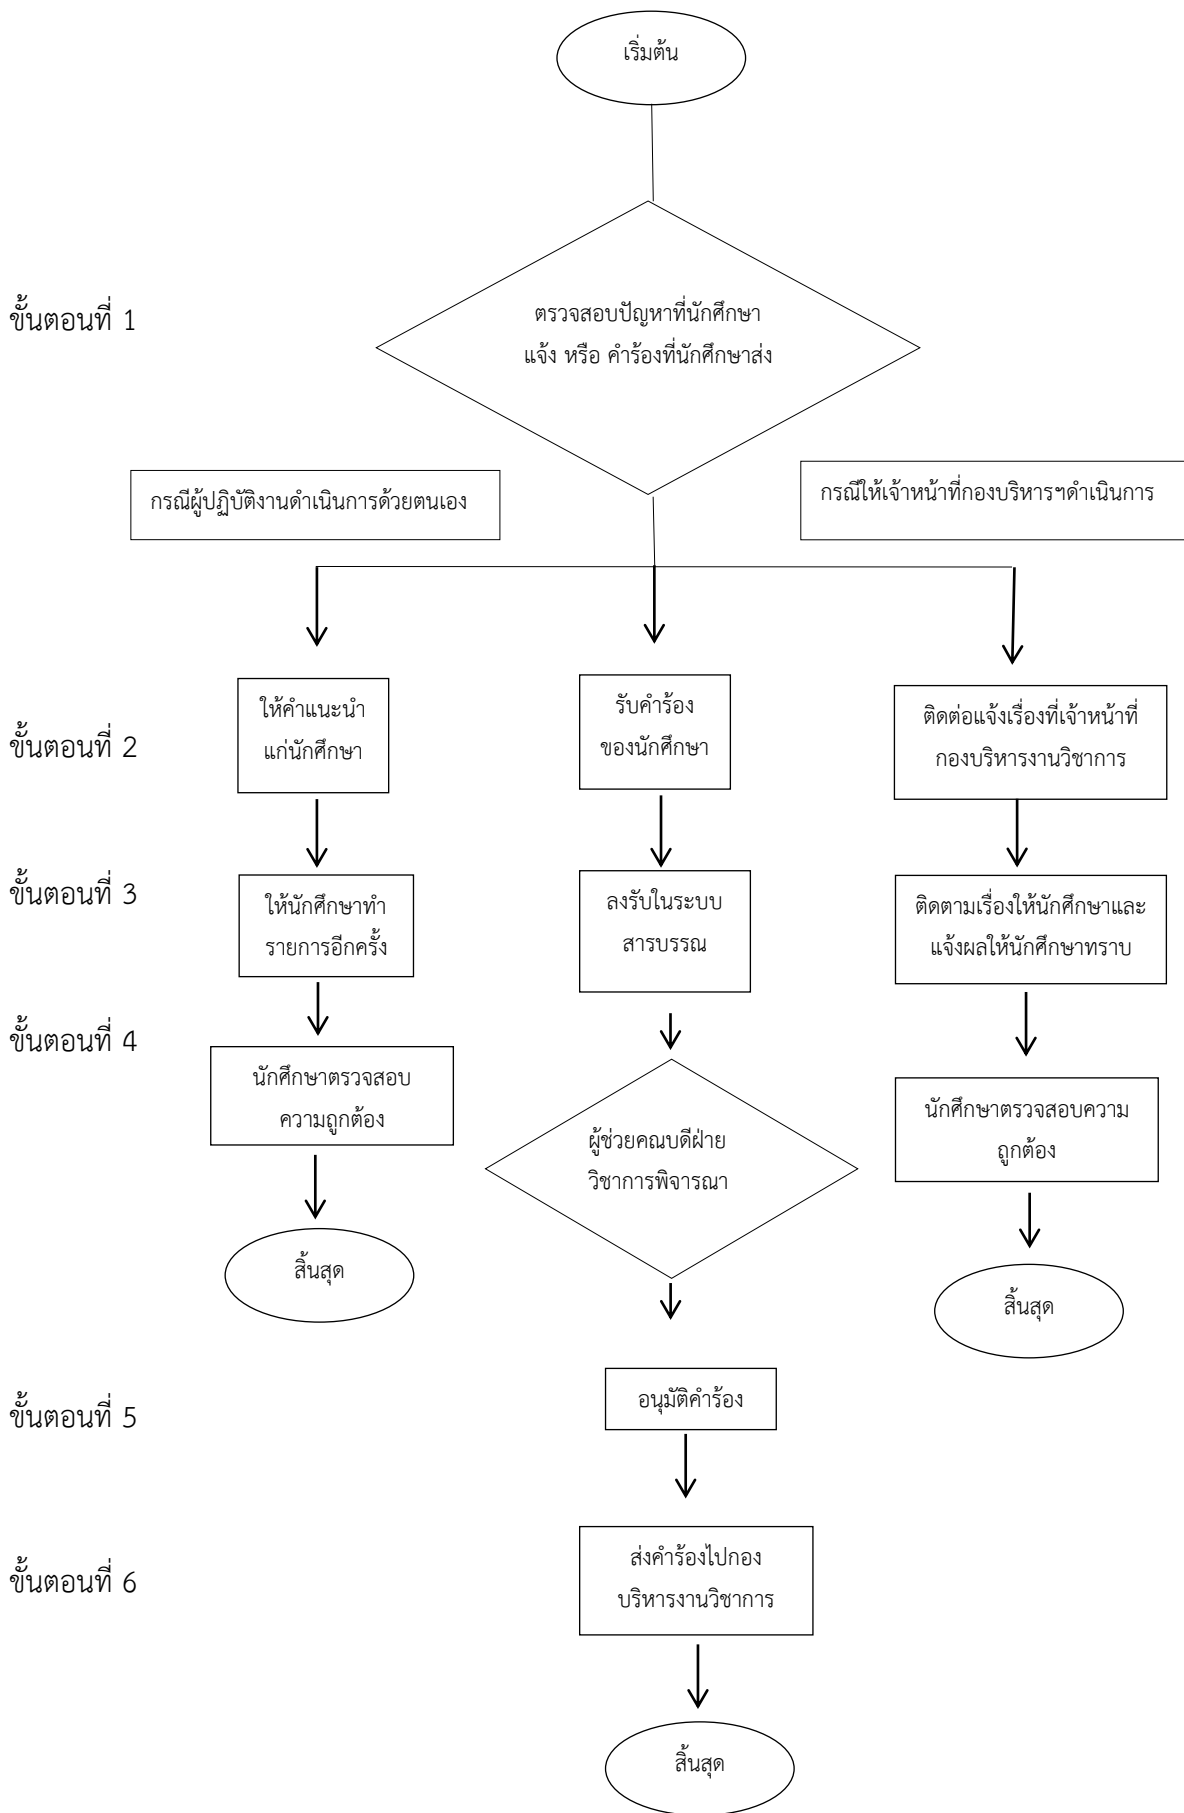 เริ่มต้น
ขั้นตอนที่ 1
ตรวจสอบปัญหาที่นักศึกษา
แจ้ง หรือ คำร้องที่นักศึกษาส่ง
กรณีผู้ปฏิบัติงานดำเนินการด้วยตนเอง
กรณีให้เจ้าหน้าที่กองบริหารฯดำเนินการ
ขั้นตอนที่ 2
ให้คำแนะนำ
แก่นักศึกษา
รับคำร้อง
ของนักศึกษา
ติดต่อแจ้งเรื่องที่เจ้าหน้าที่
กองบริหารงานวิชาการ
ขั้นตอนที่ 3
ให้นักศึกษาทำ
รายการอีกครั้ง
ลงรับในระบบ
สารบรรณ
ติดตามเรื่องให้นักศึกษาและ
แจ้งผลให้นักศึกษาทราบ
ขั้นตอนที่ 4
นักศึกษาตรวจสอบ
ความถูกต้อง
ผู้ช่วยคณบดีฝ่าย
วิชาการพิจารณา
นักศึกษาตรวจสอบความ
ถูกต้อง
สิ้นสุด
สิ้นสุด
ขั้นตอนที่ 5
อนุมัติคำร้อง
ขั้นตอนที่ 6
ส่งคำร้องไปกอง
บริหารงานวิชาการ
สิ้นสุด